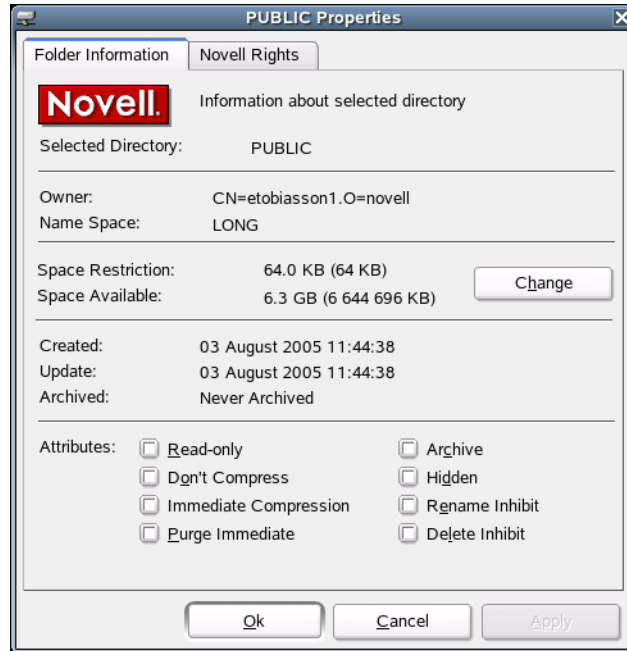 PUBLIC Properties
Folder Information Novell Rights
Novell. Information about selected directory
Selected Directory: PUBLIC
Owner: CN=etobiasson1.O=novell
Name Space: LONG
Space Restriction: 64.0 KB (64 KB)
Space Available: 6.3 GB (6 644 696 KB)
Change
Created: 03 August 2005 11:44:38
Update: 03 August 2005 11:44:38
Archived: Never Archived
Attributes: Read-only Archive
Don't Compress Hidden
Immediate Compression Rename Inhibit
Purge Immediate Delete Inhibit
Ok Cancel Apply